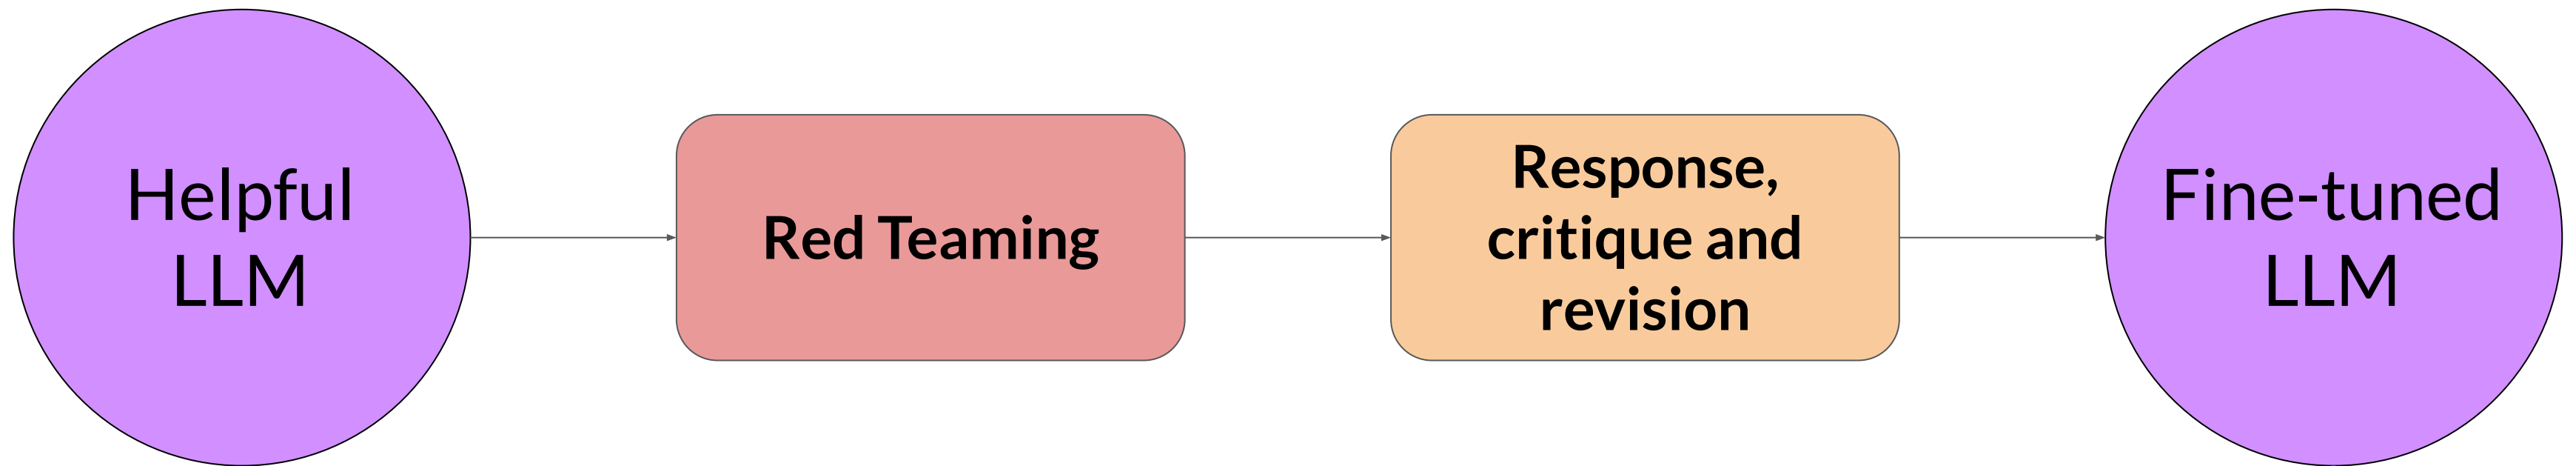 Helpful
LLM
Red Teaming
Response,
critique and
revision
Fine-tuned
LLM